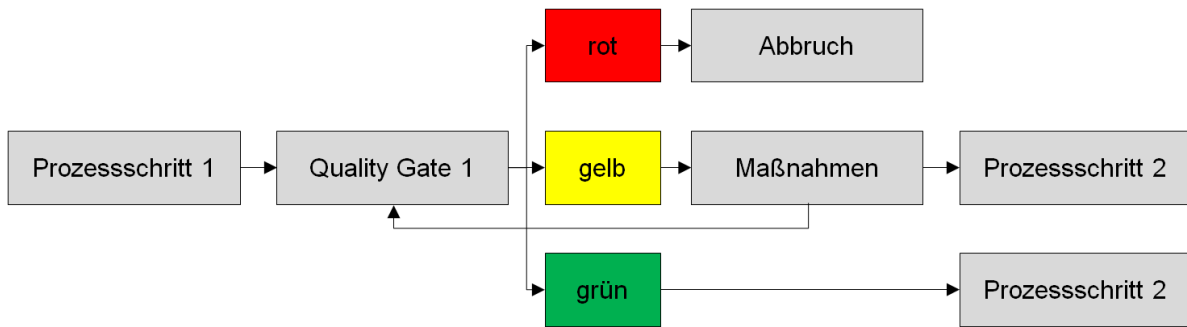 rot
Abbruch
Prozessschritt 1
Quality Gate 1
gelb
Maßnahmen
Prozessschritt 2
grün
Prozessschritt 2